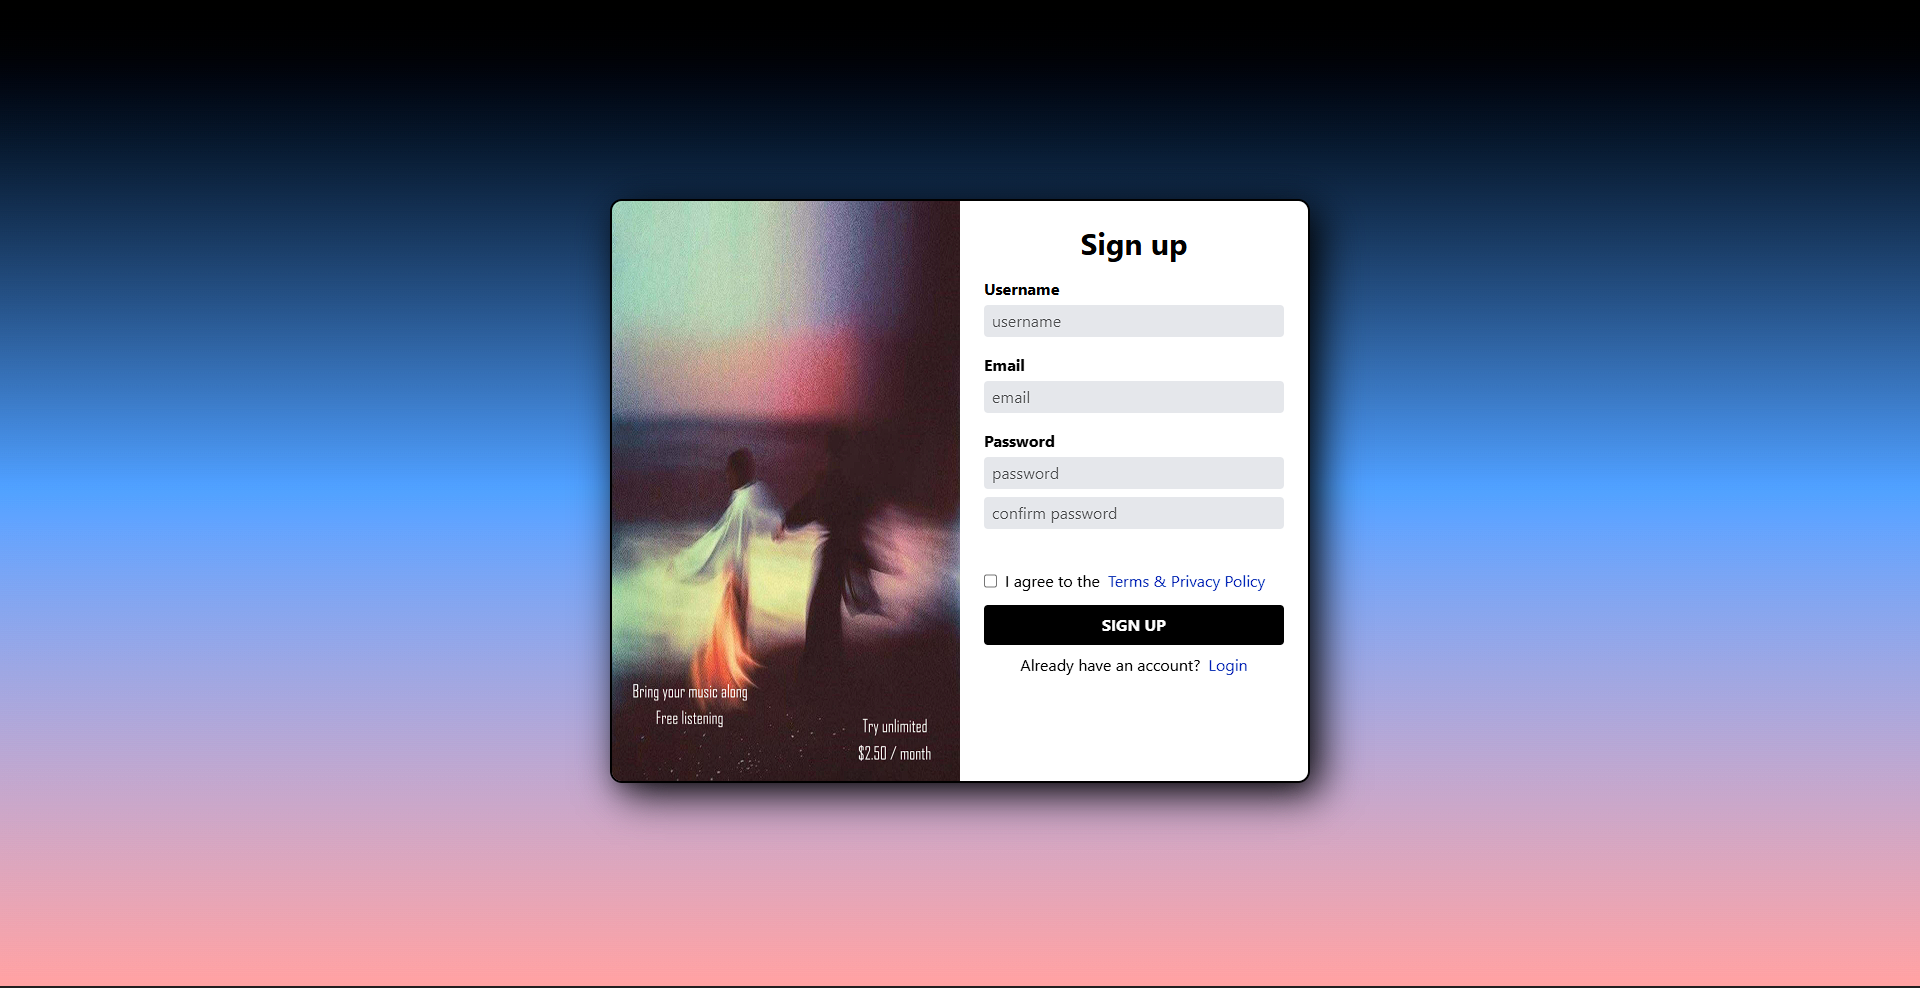 Bring your music along
Free listening
Try unlimited
$2.50 / month
Sign up
Username
username
Email
email
Password
password
confirm password
I agree to the Terms & Privacy Policy
SIGN UP
Already have an account? Login